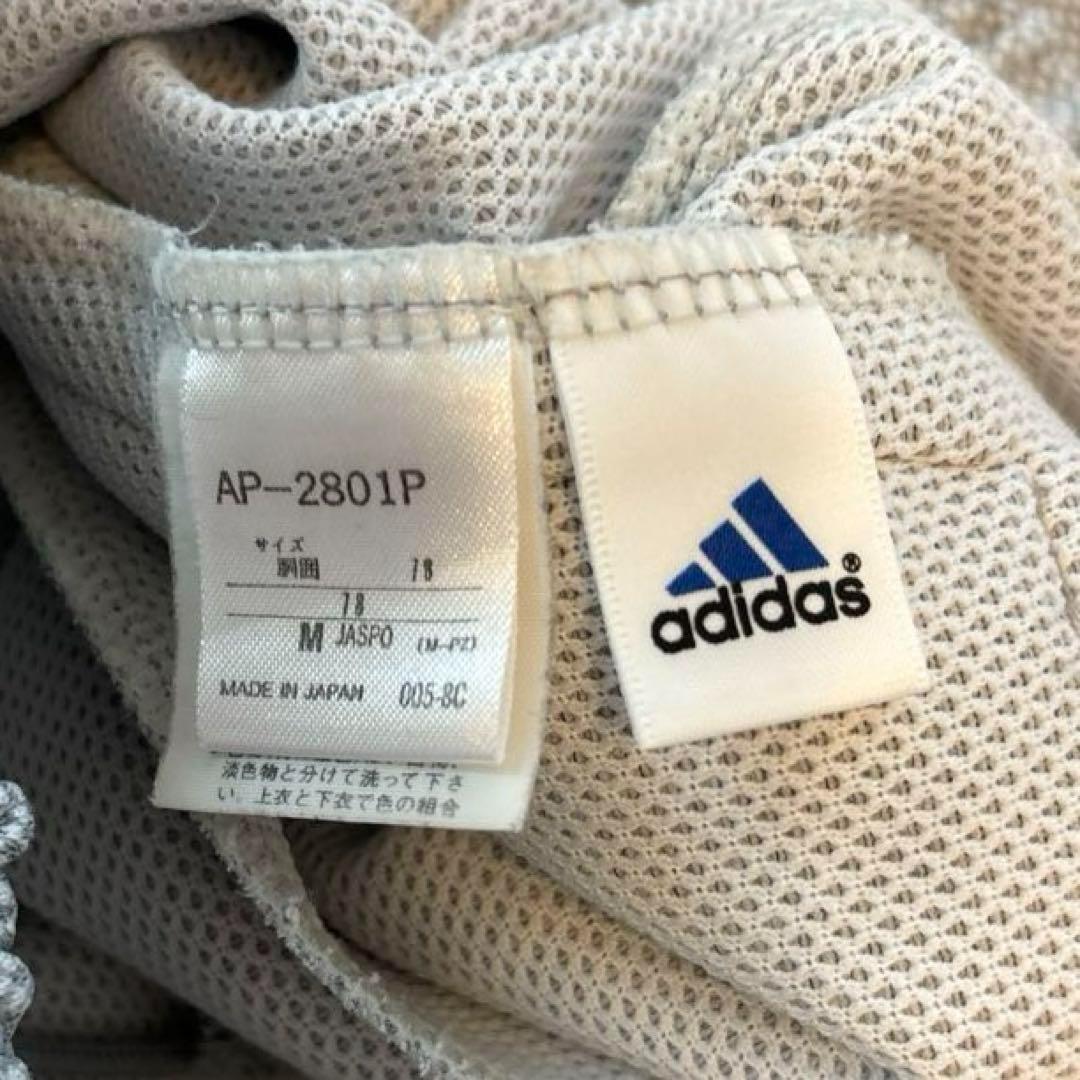 AP-2801P
サイズ
胴囲 78
78
M JASPO (M-PZ)
MADE IN JAPAN 005-8C
淡色物と分けて洗って下さ
い。上衣と下衣で色の組合
adidas®